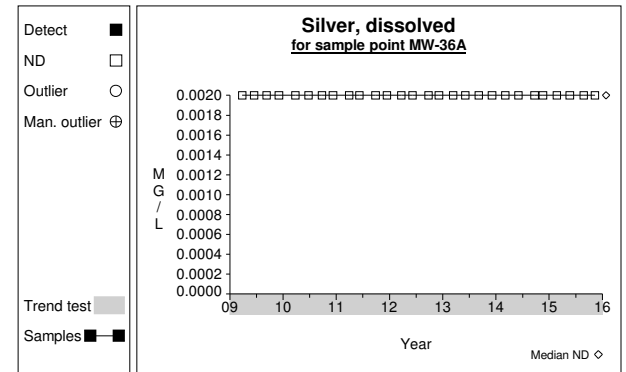 Detect
ND
Outlier
Man. outlier
Trend test
Samples
Silver, dissolved
for sample point MW-36A
0.0020
0.0018
0.0016
0.0014
0.0012
0.0010
0.0008
0.0006
0.0004
0.0002
0.0000
M
G
/
L
09 10 11 12 13 14 15 16
Year
Median ND